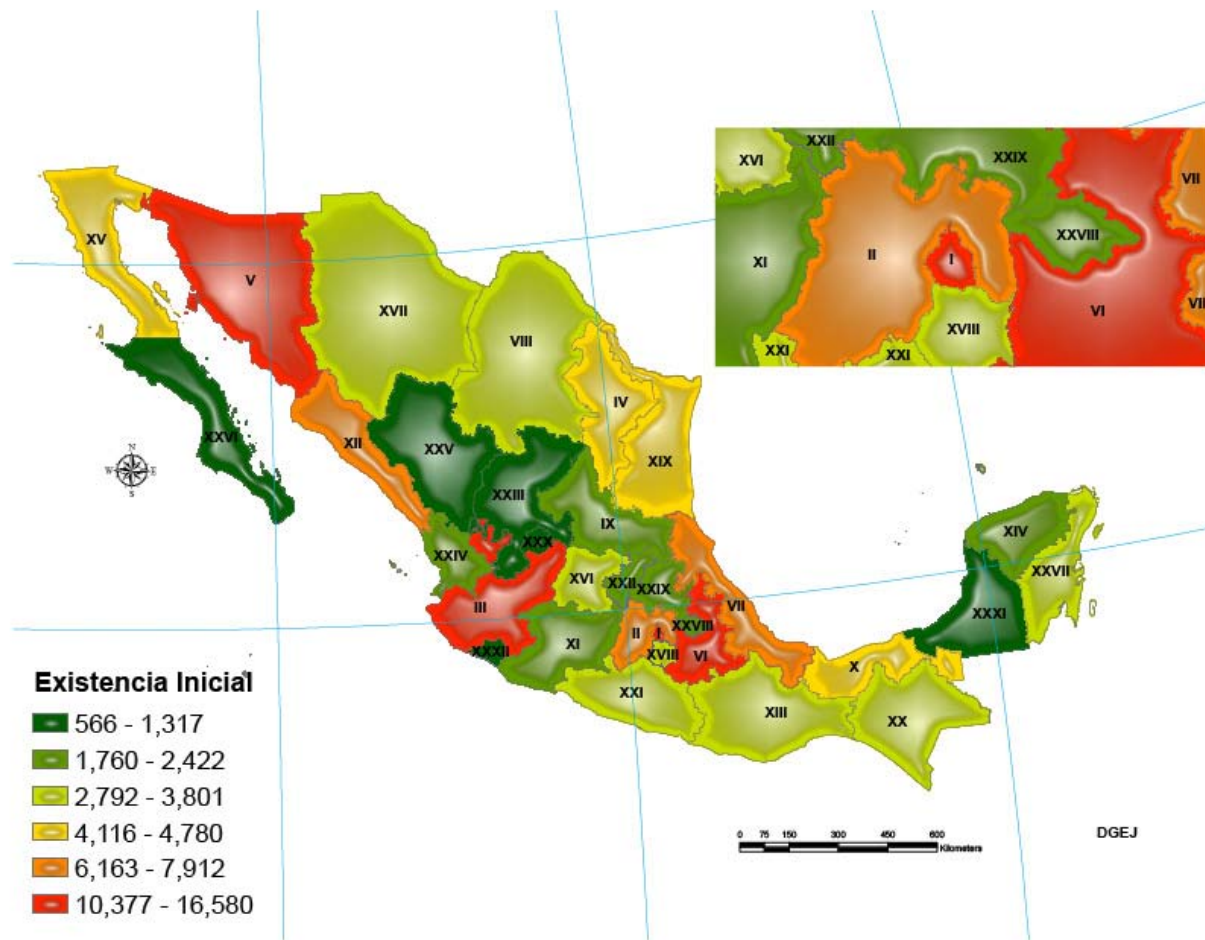 XXII
XVI
XXIX
VII
XXVIII
XI
II
I
VI
VII
XVIII
XXI
XXI
XV
V
XVII
VIII
IV
XII
XXV
XIX
XXVI
XXIII
N
W E
S
IX
XIV
XXX
XXIV
XVI
XXII
XXIX
XXVII
III
VII
XXVIII
II
I
XXXI
XI
XVIII
VI
XXXII
X
XXI
XIII
XX
Existencia Inicial
566 - 1,317
1,760 - 2,422
2,792 - 3,801
4,116 - 4,780
6,163 - 7,912
10,377 - 16,580
0 75 150 300 450 600
Kilometers
DGEJ